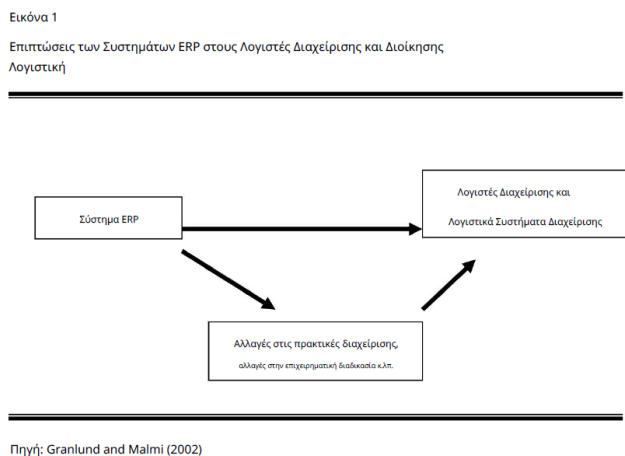 Εικόνα 1
Επιπτώσεις των Συστημάτων ERP στους Λογιστές Διαχείρισης και Διοίκησης
Λογιστική
Σύστημα ERP
Λογιστές Διαχείρισης και
Λογιστικά Συστήματα Διαχείρισης
Αλλαγές στις πρακτικές διαχείρισης,
αλλαγές στην επιχειρηματική διαδικασία κ.λπ.
Πηγή: Granlund and Malmi (2002)